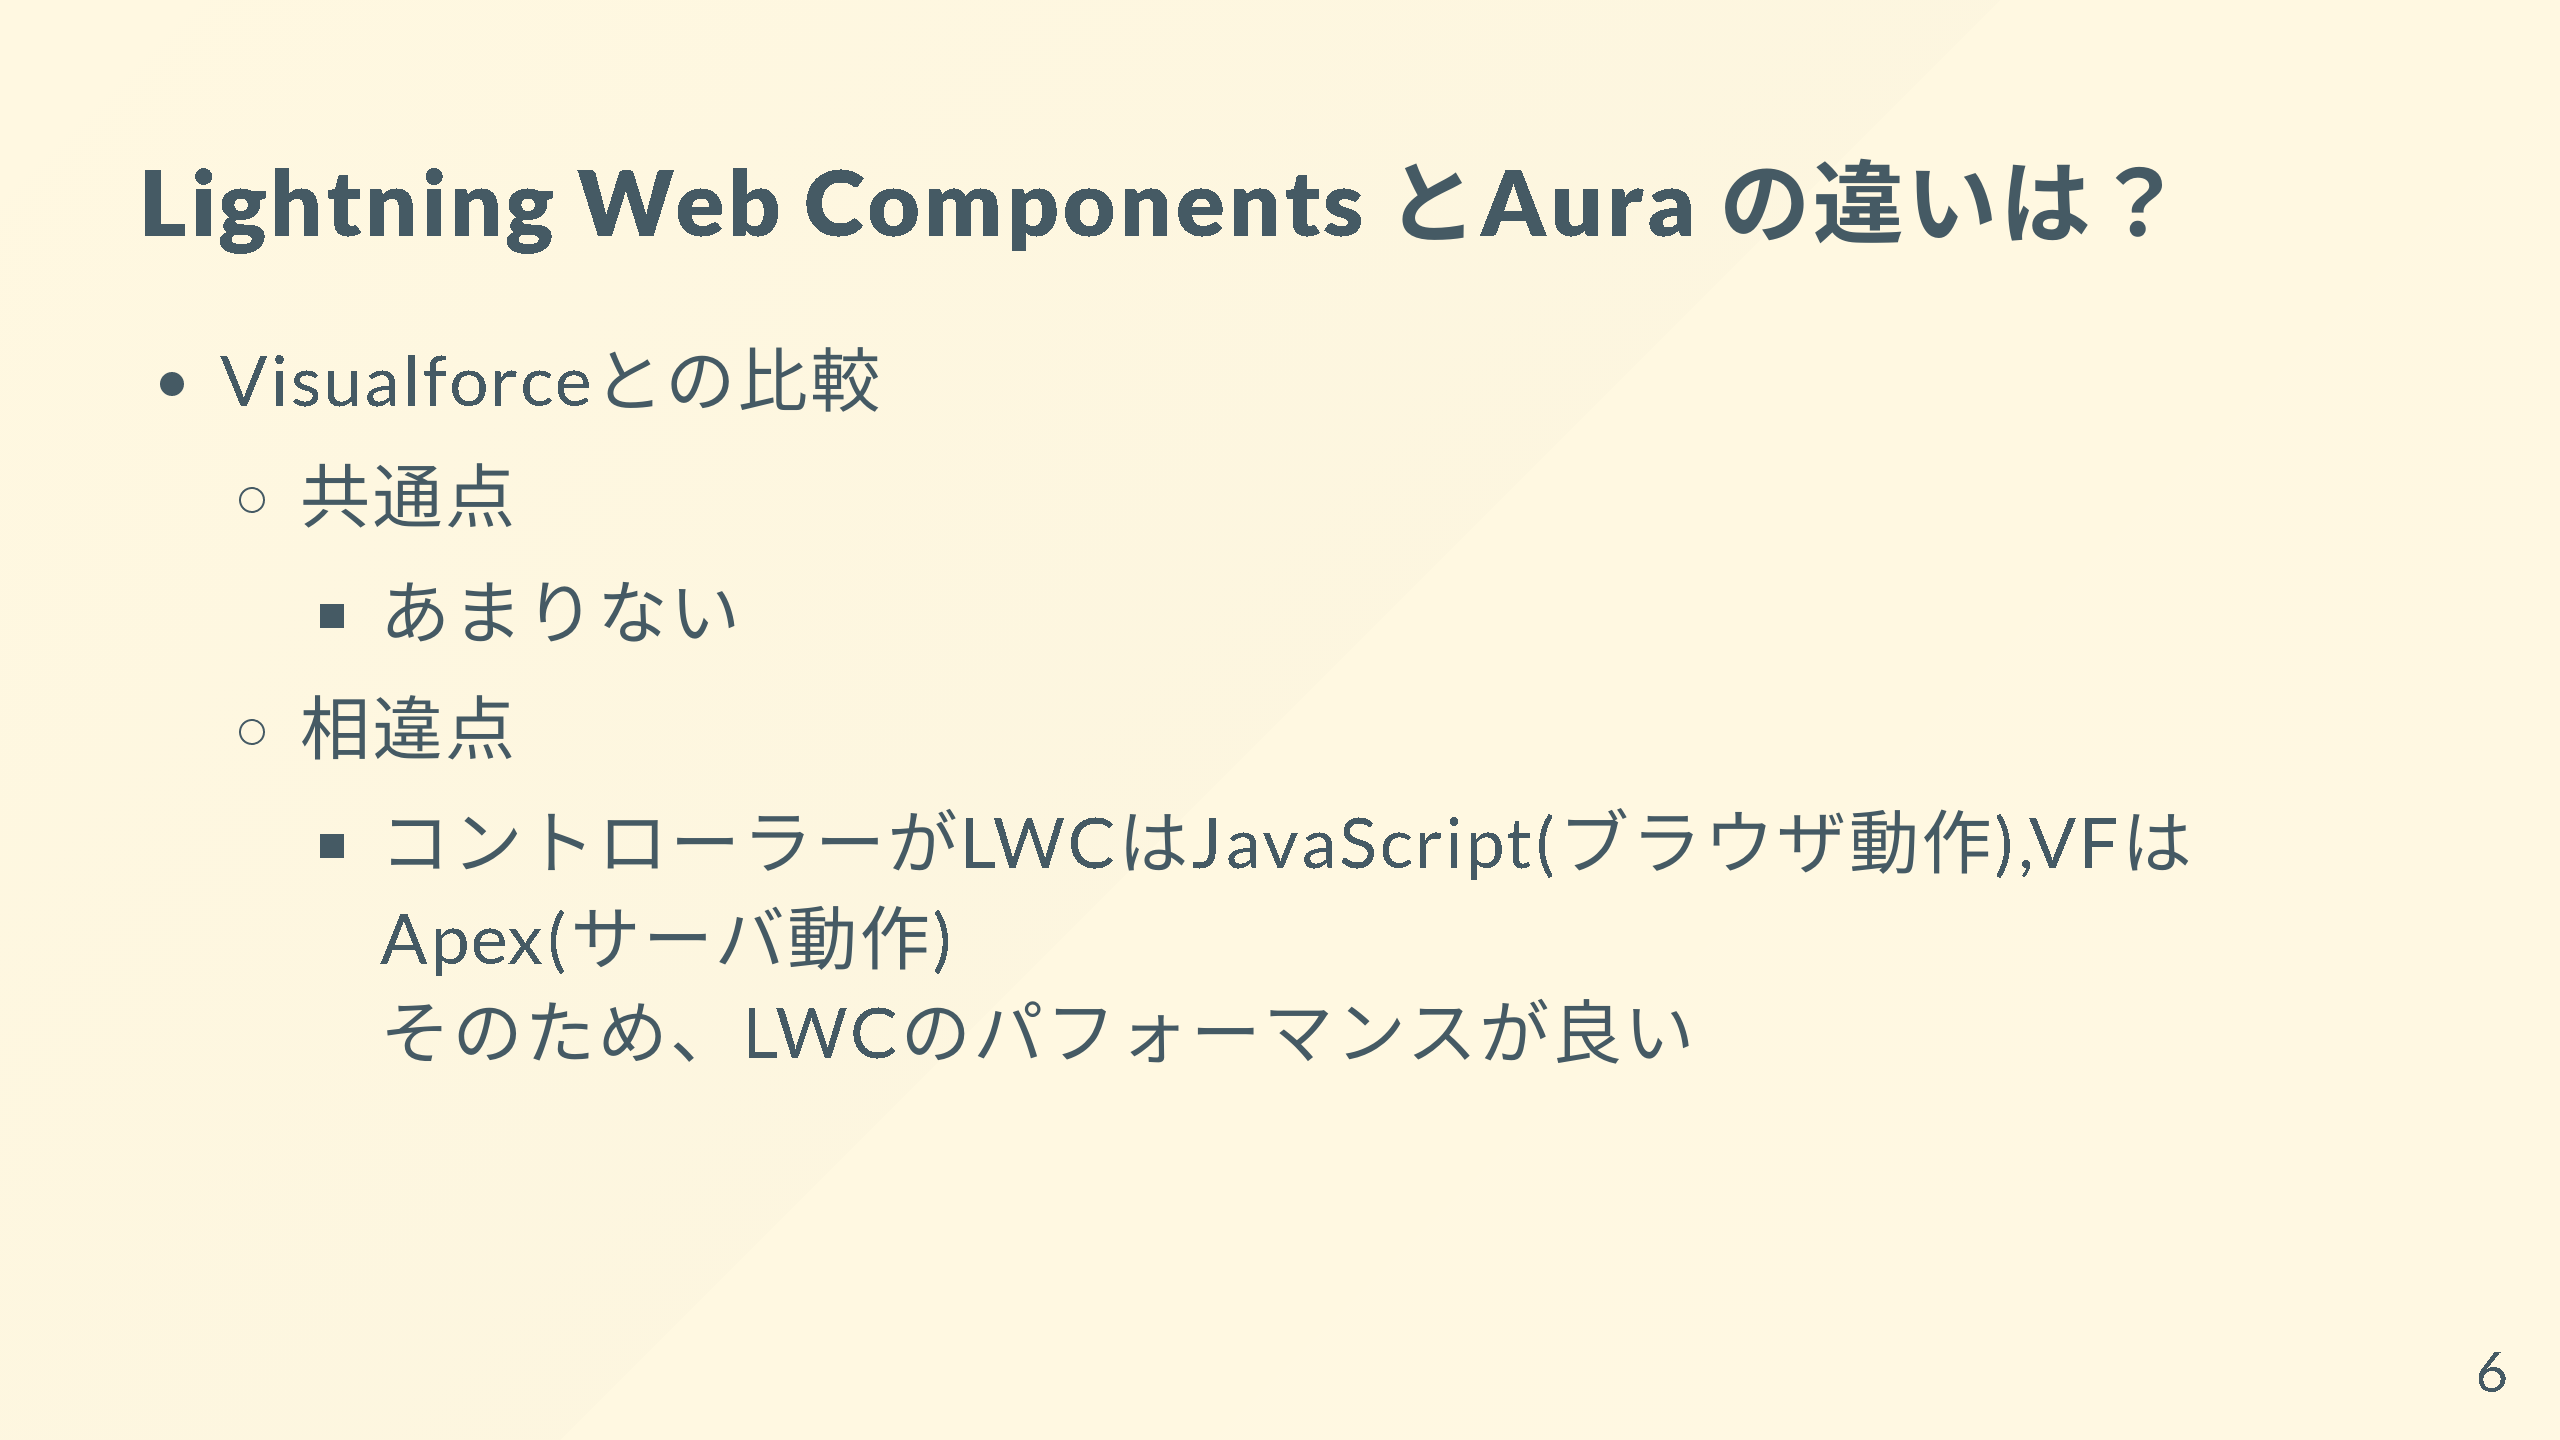 Lightning Web Components とAura の違いは？
Visualforceとの比較
共通点
あまりない
相違点
コントローラーがLWCはJavaScript(ブラウザ動作),VFは
Apex(サーバ動作)
そのため、LWCのパフォーマンスが良い
6